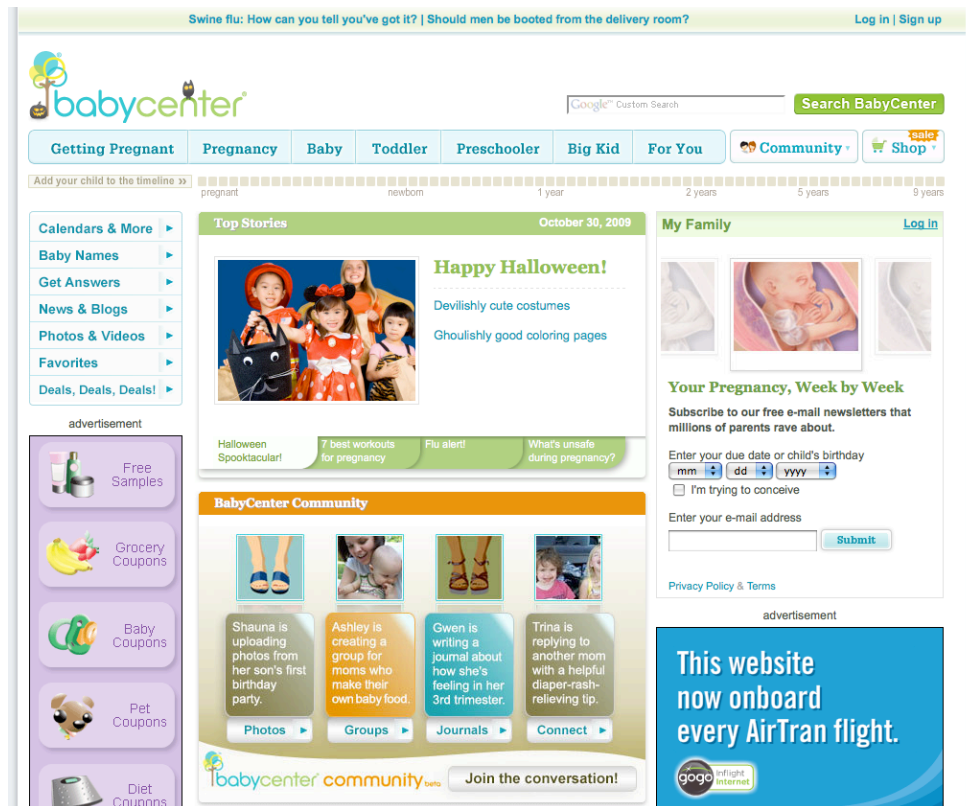 Swine flu: How can you tell you've got it? | Should men be booted from the delivery room?
Log in | Sign up
babycenter
Google™ Custom Search
Search BabyCenter
Getting Pregnant
Pregnancy
Baby
Toddler
Preschooler
Big Kid
For You
Community
sale
Shop
Add your child to the timeline »
pregnant
newborn
1 year
2 years
5 years
9 years
Calendars & More
Baby Names
Get Answers
News & Blogs
Photos & Videos
Favorites
Deals, Deals, Deals!
advertisement
Free
Samples
Grocery
Coupons
Baby
Coupons
Pet
Coupons
Diet
Coupons
Top Stories
October 30, 2009
Happy Halloween!
Devilishly cute costumes
Ghoulishly good coloring pages
Halloween
Spooktacular!
7 best workouts
for pregnancy
Flu alert!
What's unsafe
during pregnancy?
BabyCenter Community
Shauna is
uploading
photos from
her son's first
birthday
party.
Photos
Ashley is
creating a
group for
moms who
make their
own baby food.
Groups
Gwen is
writing a
journal about
how she's
feeling in her
3rd trimester.
Journals
Trina is
replying to
another mom
with a helpful
diaper-rash-
relieving tip.
Connect
babycenter community beta
Join the conversation!
My Family
Log in
Your Pregnancy, Week by Week
Subscribe to our free e-mail newsletters that
millions of parents rave about.
Enter your due date or child's birthday
mm
dd
yyyy
I'm trying to conceive
Enter your e-mail address
Submit
Privacy Policy & Terms
advertisement
This website
now onboard
every AirTran flight.
gogo Inflight
Internet